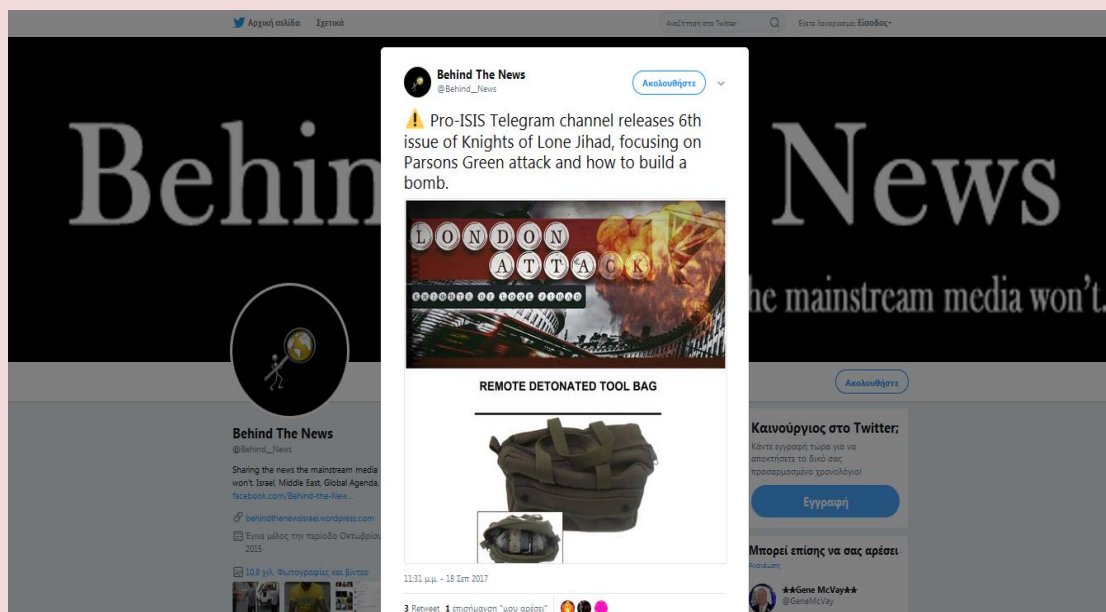 Αρχική σελίδα Σχετικά
Αναζήτηση στο Twitter
Έχετε λογαριασμό; Είσοδος
Behin News
he mainstream media won't.
Behind The News
@Behind__News
Ακολουθήστε
⚠ Pro-ISIS Telegram channel releases 6th
issue of Knights of Lone Jihad, focusing on
Parsons Green attack and how to build a
bomb.
LONDON
ATTACK
KNIGHTS OF LONE JIHAD
REMOTE DETONATED TOOL BAG
11:31 μ.μ. - 18 Σεπ 2017
3 Retweet 1 επισήμανση "μου αρέσει"
Behind The News
@Behind__News
Sharing the news the mainstream media
won't. Israel, Middle East, Global Agenda.
facebook.com/Behind-the-New...
behindthenewsisrael.wordpress.com
Έγινε μέλος την περίοδο Οκτωβρίου
2015
10,8 χιλ. Φωτογραφίες και βίντεο
Ακολουθήστε
Καινούργιος στο Twitter;
Κάντε εγγραφή τώρα για να
αποκτήσετε το δικό σας
προσαρμοσμένο χρονολόγιο!
Εγγραφή
Μπορεί επίσης να σας αρέσει
Ανανέωση
★★Gene McVay★★
@GeneMcVay